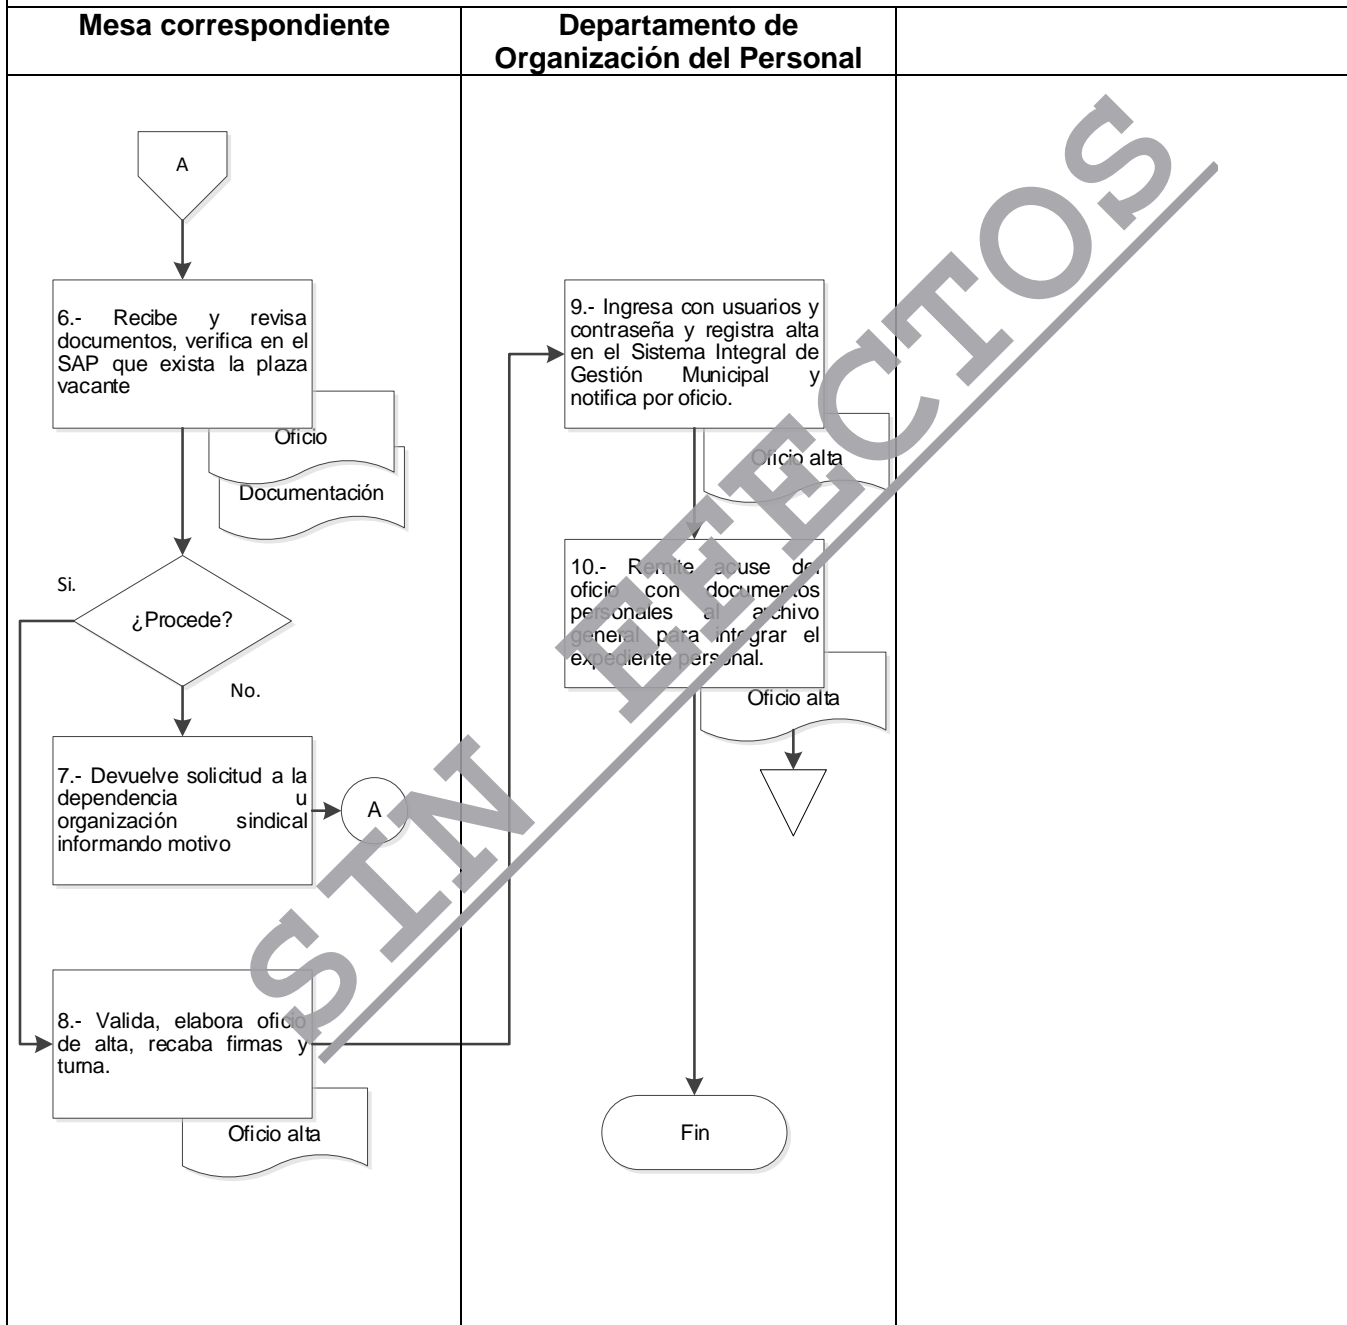 Mesa correspondiente
Departamento de
Organización del Personal
A
6.- Recibe y revisa
documentos, verifica en el
SAP que exista la plaza
vacante
Oficio
Documentación
Si.
¿Procede?
No.
7.- Devuelve solicitud a la
dependencia u
organización sindical
informando motivo
A
8.- Valida, elabora oficio
de alta, recaba firmas y
turna.
Oficio alta
9.- Ingresa con usuarios y
contraseña y registra alta
en el Sistema Integral de
Gestión Municipal y
notifica por oficio.
Oficio alta
10.- Remite acuse del
oficio con documentos
personales al archivo
general para integrar el
expediente personal.
Oficio alta
Fin
SIN EFECTOS